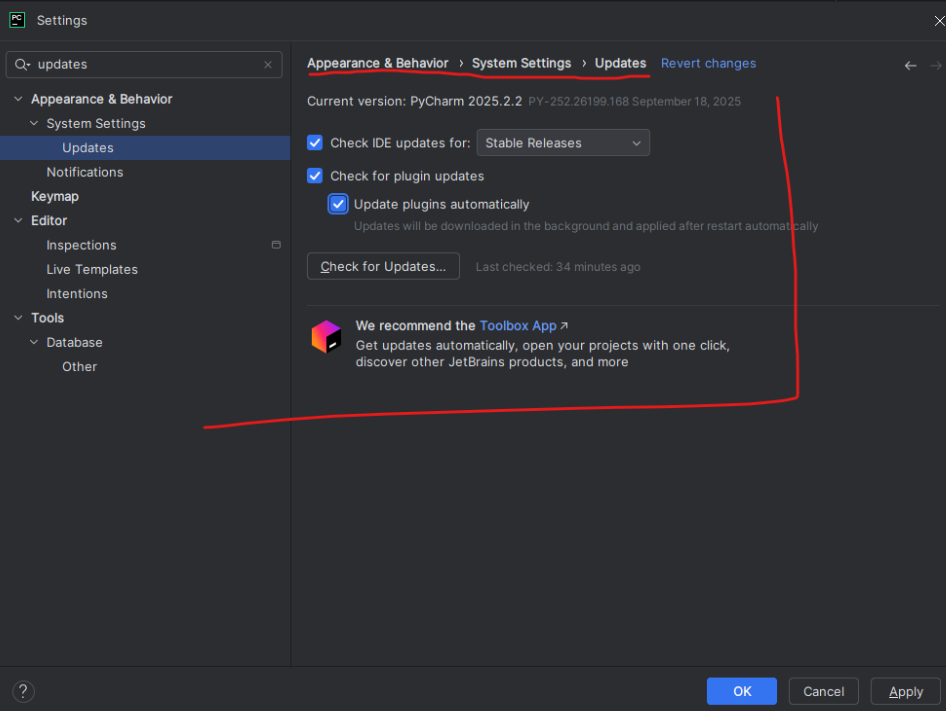 PC
Settings
updates
Appearance & Behavior
System Settings
Updates
Notifications
Keymap
Editor
Inspections
Live Templates
Intentions
Tools
Database
Other
Appearance & Behavior › System Settings › Updates Revert changes
Current version: PyCharm 2025.2.2 PY-252.26199.168 September 18, 2025
Check IDE updates for: Stable Releases
Check for plugin updates
Update plugins automatically
Updates will be downloaded in the background and applied after restart automatically
Check for Updates... Last checked: 34 minutes ago
We recommend the Toolbox App ↗
Get updates automatically, open your projects with one click,
discover other JetBrains products, and more
? OK Cancel Apply